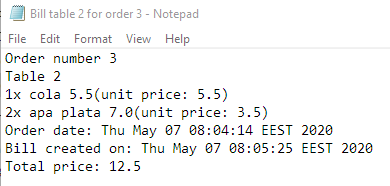 Bill table 2 for order 3 - Notepad
File Edit Format View Help
Order number 3
Table 2
1x cola 5.5(unit price: 5.5)
2x apa plata 7.0(unit price: 3.5)
Order date: Thu May 07 08:04:14 EEST 2020
Bill created on: Thu May 07 08:05:25 EEST 2020
Total price: 12.5